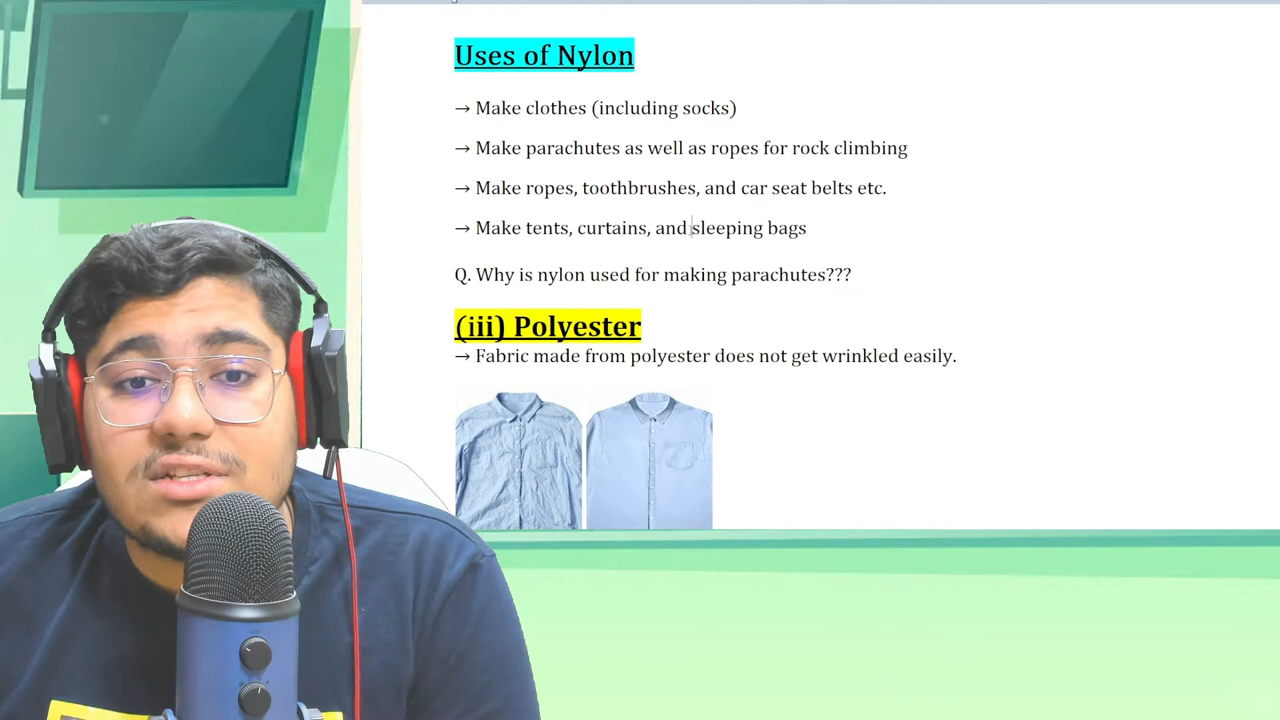 Uses of Nylon
→ Make clothes (including socks)
→ Make parachutes as well as ropes for rock climbing
→ Make ropes, toothbrushes, and car seat belts etc.
→ Make tents, curtains, and sleeping bags
Q. Why is nylon used for making parachutes???
(iii) Polyester
→ Fabric made from polyester does not get wrinkled easily.